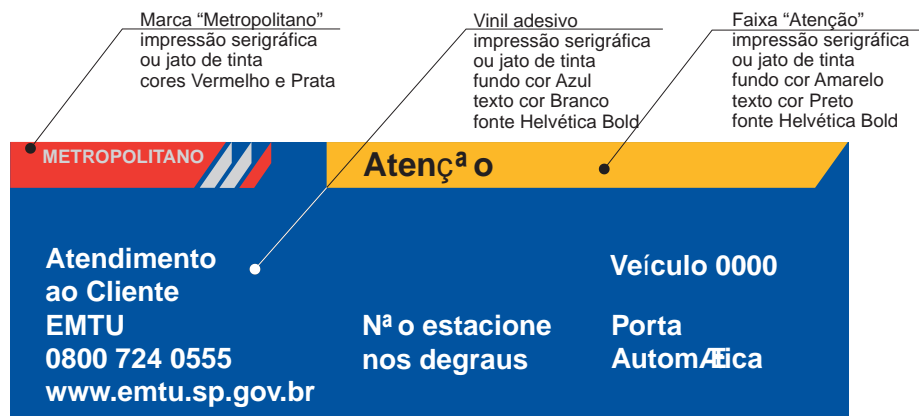 Marca “Metropolitano”
impressão serigráfica
ou jato de tinta
cores Vermelho e Prata
Vinil adesivo
impressão serigráfica
ou jato de tinta
fundo cor Azul
texto cor Branco
fonte Helvética Bold
Faixa “Atenção”
impressão serigráfica
ou jato de tinta
fundo cor Amarelo
texto cor Preto
fonte Helvética Bold
METROPOLITANO
Atençª o
Atendimento
ao Cliente
EMTU
0800 724 0555
www.emtu.sp.gov.br
Nª o estacione
nos degraus
Veículo 0000
Porta
AutomÆtica